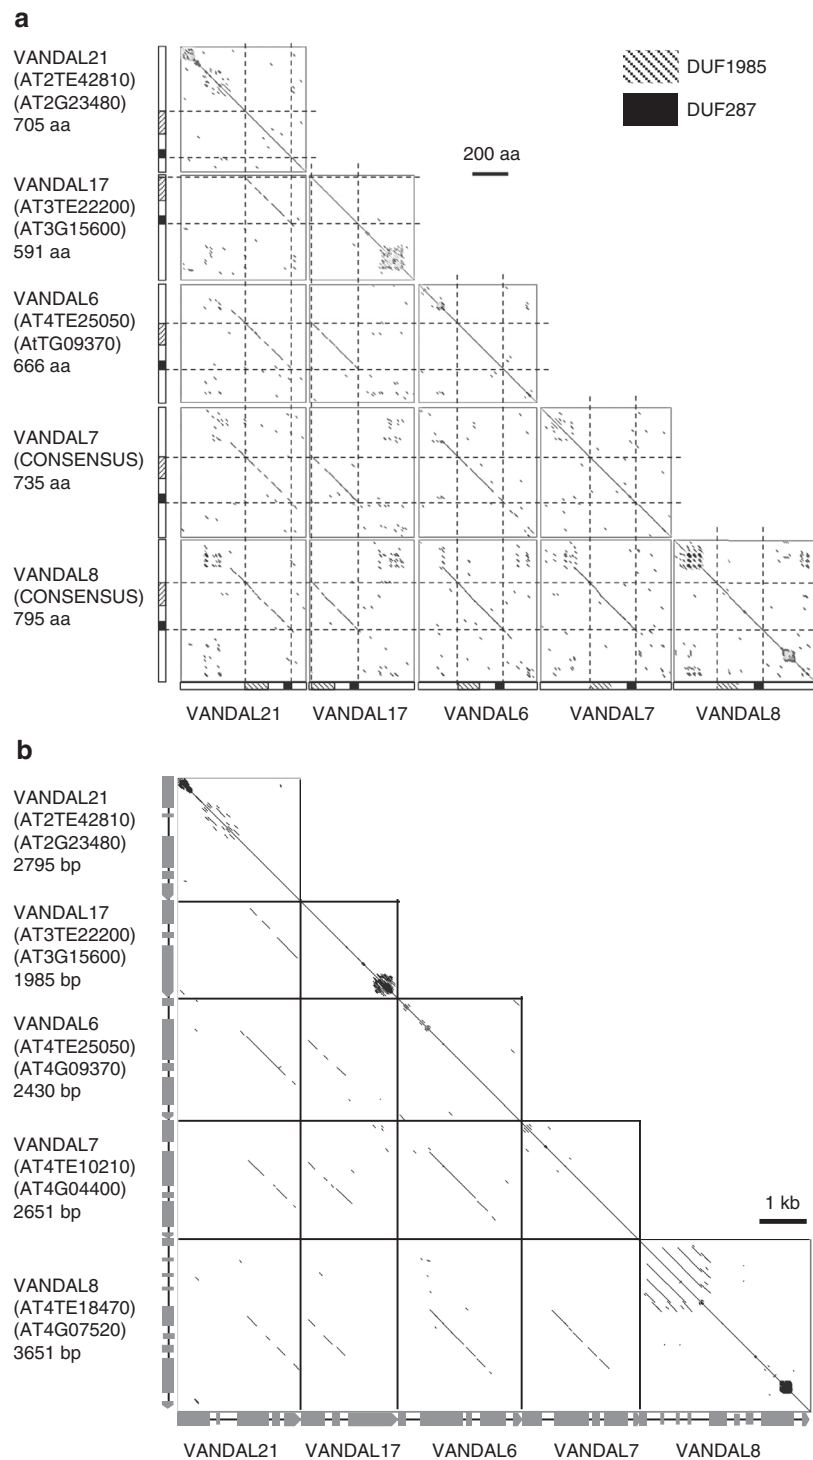 a
VANDAL21
(AT2TE42810)
(AT2G23480)
705 aa
DUF1985
DUF287
200 aa
VANDAL17
(AT3TE22200)
(AT3G15600)
591 aa
VANDAL6
(AT4TE25050)
(AtTG09370)
666 aa
VANDAL7
(CONSENSUS)
735 aa
VANDAL8
(CONSENSUS)
795 aa
VANDAL21 VANDAL17 VANDAL6 VANDAL7 VANDAL8
b
VANDAL21
(AT2TE42810)
(AT2G23480)
2795 bp
VANDAL17
(AT3TE22200)
(AT3G15600)
1985 bp
VANDAL6
(AT4TE25050)
(AT4G09370)
2430 bp
VANDAL7
(AT4TE10210)
(AT4G04400)
2651 bp
1 kb
VANDAL8
(AT4TE18470)
(AT4G07520)
3651 bp
VANDAL21 VANDAL17 VANDAL6 VANDAL7 VANDAL8